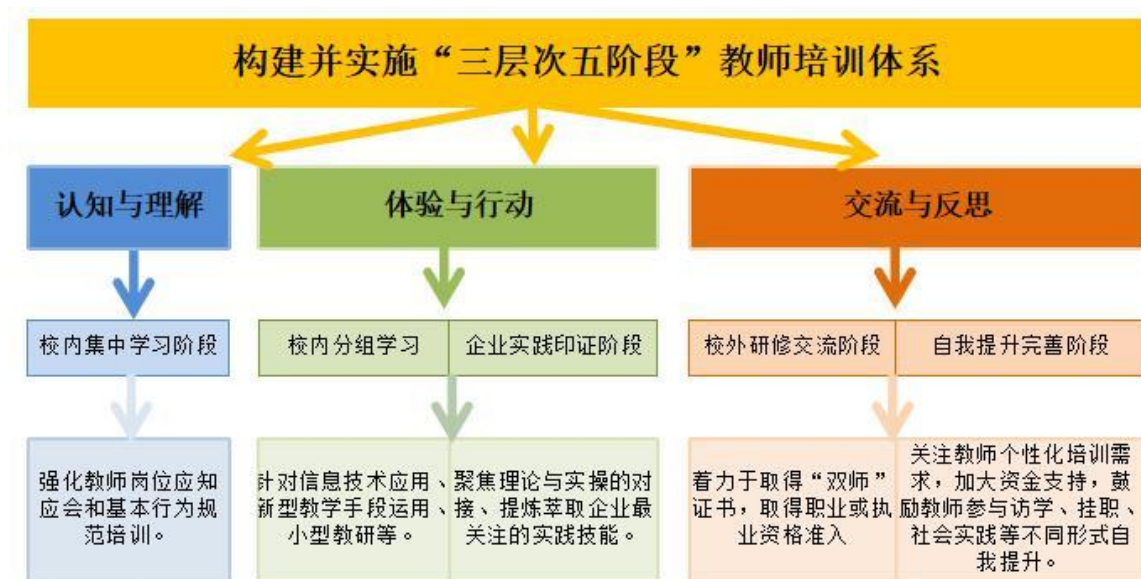 构建并实施“三层次五阶段”教师培训体系
认知与理解
体验与行动
交流与反思
校内集中学习阶段
校内分组学习
企业实践印证阶段
校外研修交流阶段
自我提升完善阶段
强化教师岗位应知
应会和基本行为规
范培训。
针对信息技术应用、
新型教学手段运用、
小型教研等。
聚焦理论与实操的对
接、提炼萃取企业最
关注的实践技能。
着力于取得“双师”
证书，取得职业或执
业资格准入
关注教师个性化培训需
求，加大资金支持，鼓
励教师参与访学、挂职、
社会实践等不同形式自
我提升。